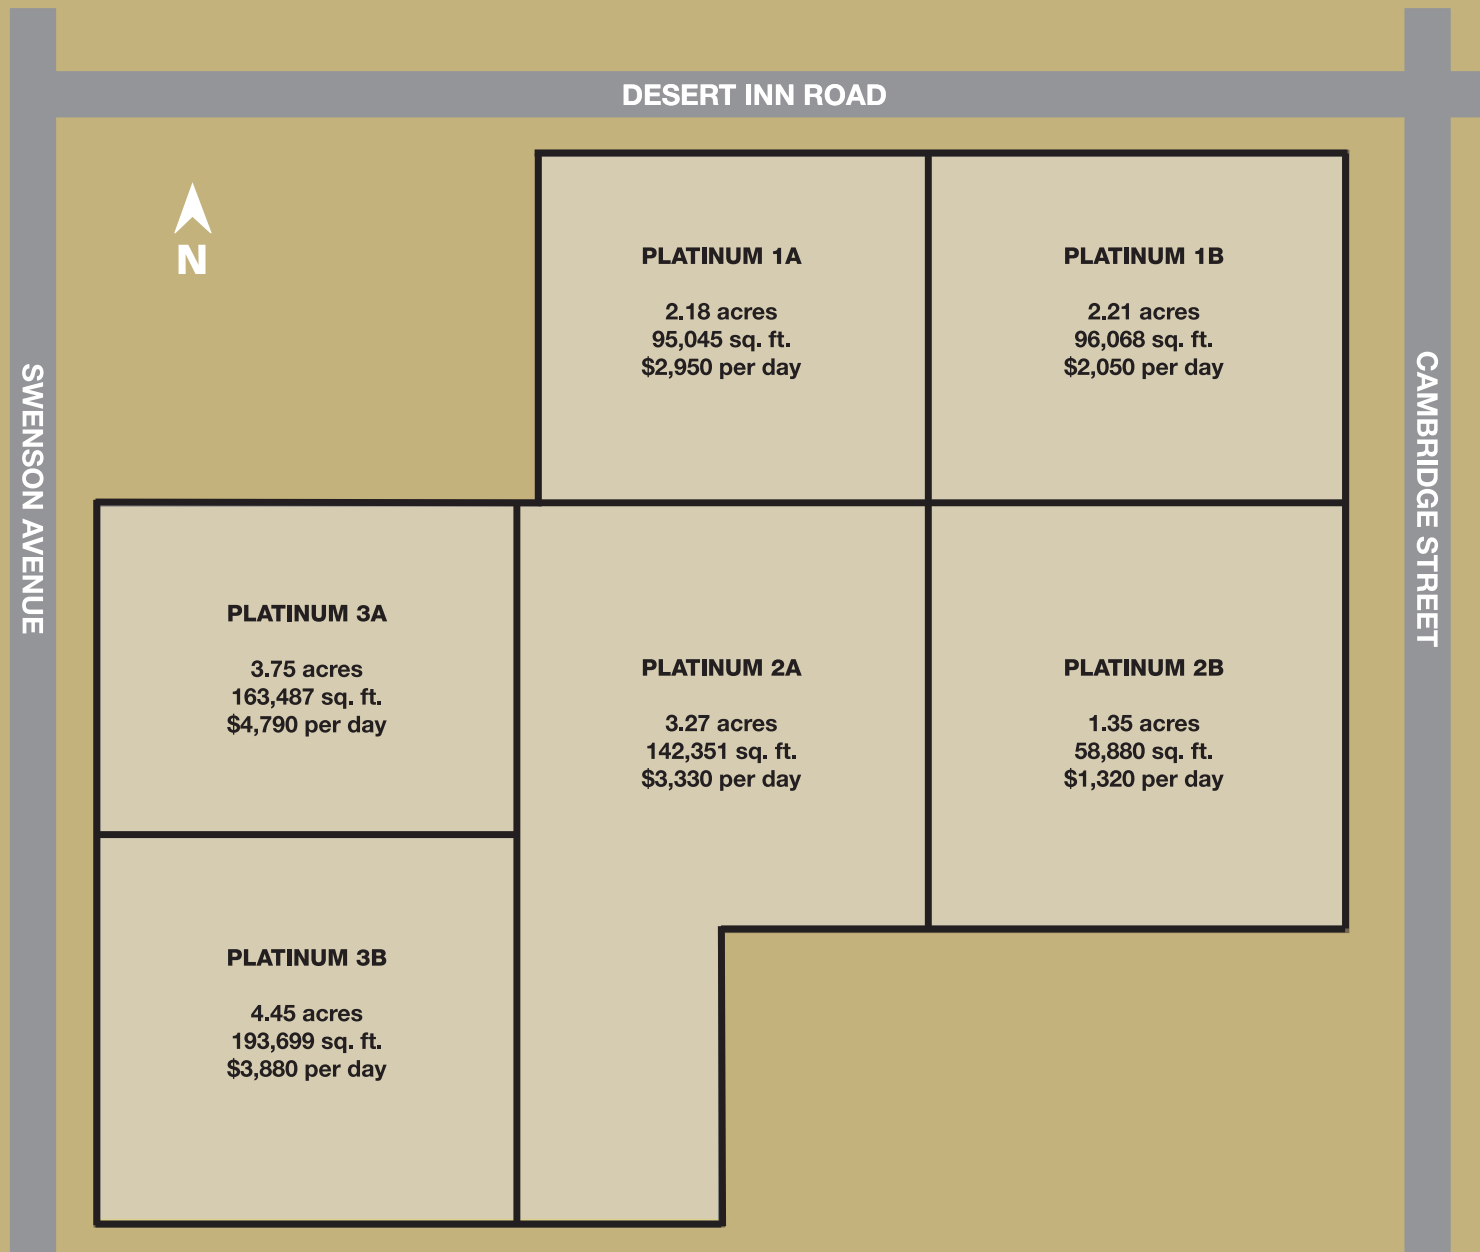 DESERT INN ROAD
N
SWENSON AVENUE
CAMBRIDGE STREET
PLATINUM 1A
2.18 acres
95,045 sq. ft.
$2,950 per day
PLATINUM 1B
2.21 acres
96,068 sq. ft.
$2,050 per day
PLATINUM 3A
3.75 acres
163,487 sq. ft.
$4,790 per day
PLATINUM 2A
3.27 acres
142,351 sq. ft.
$3,330 per day
PLATINUM 2B
1.35 acres
58,880 sq. ft.
$1,320 per day
PLATINUM 3B
4.45 acres
193,699 sq. ft.
$3,880 per day